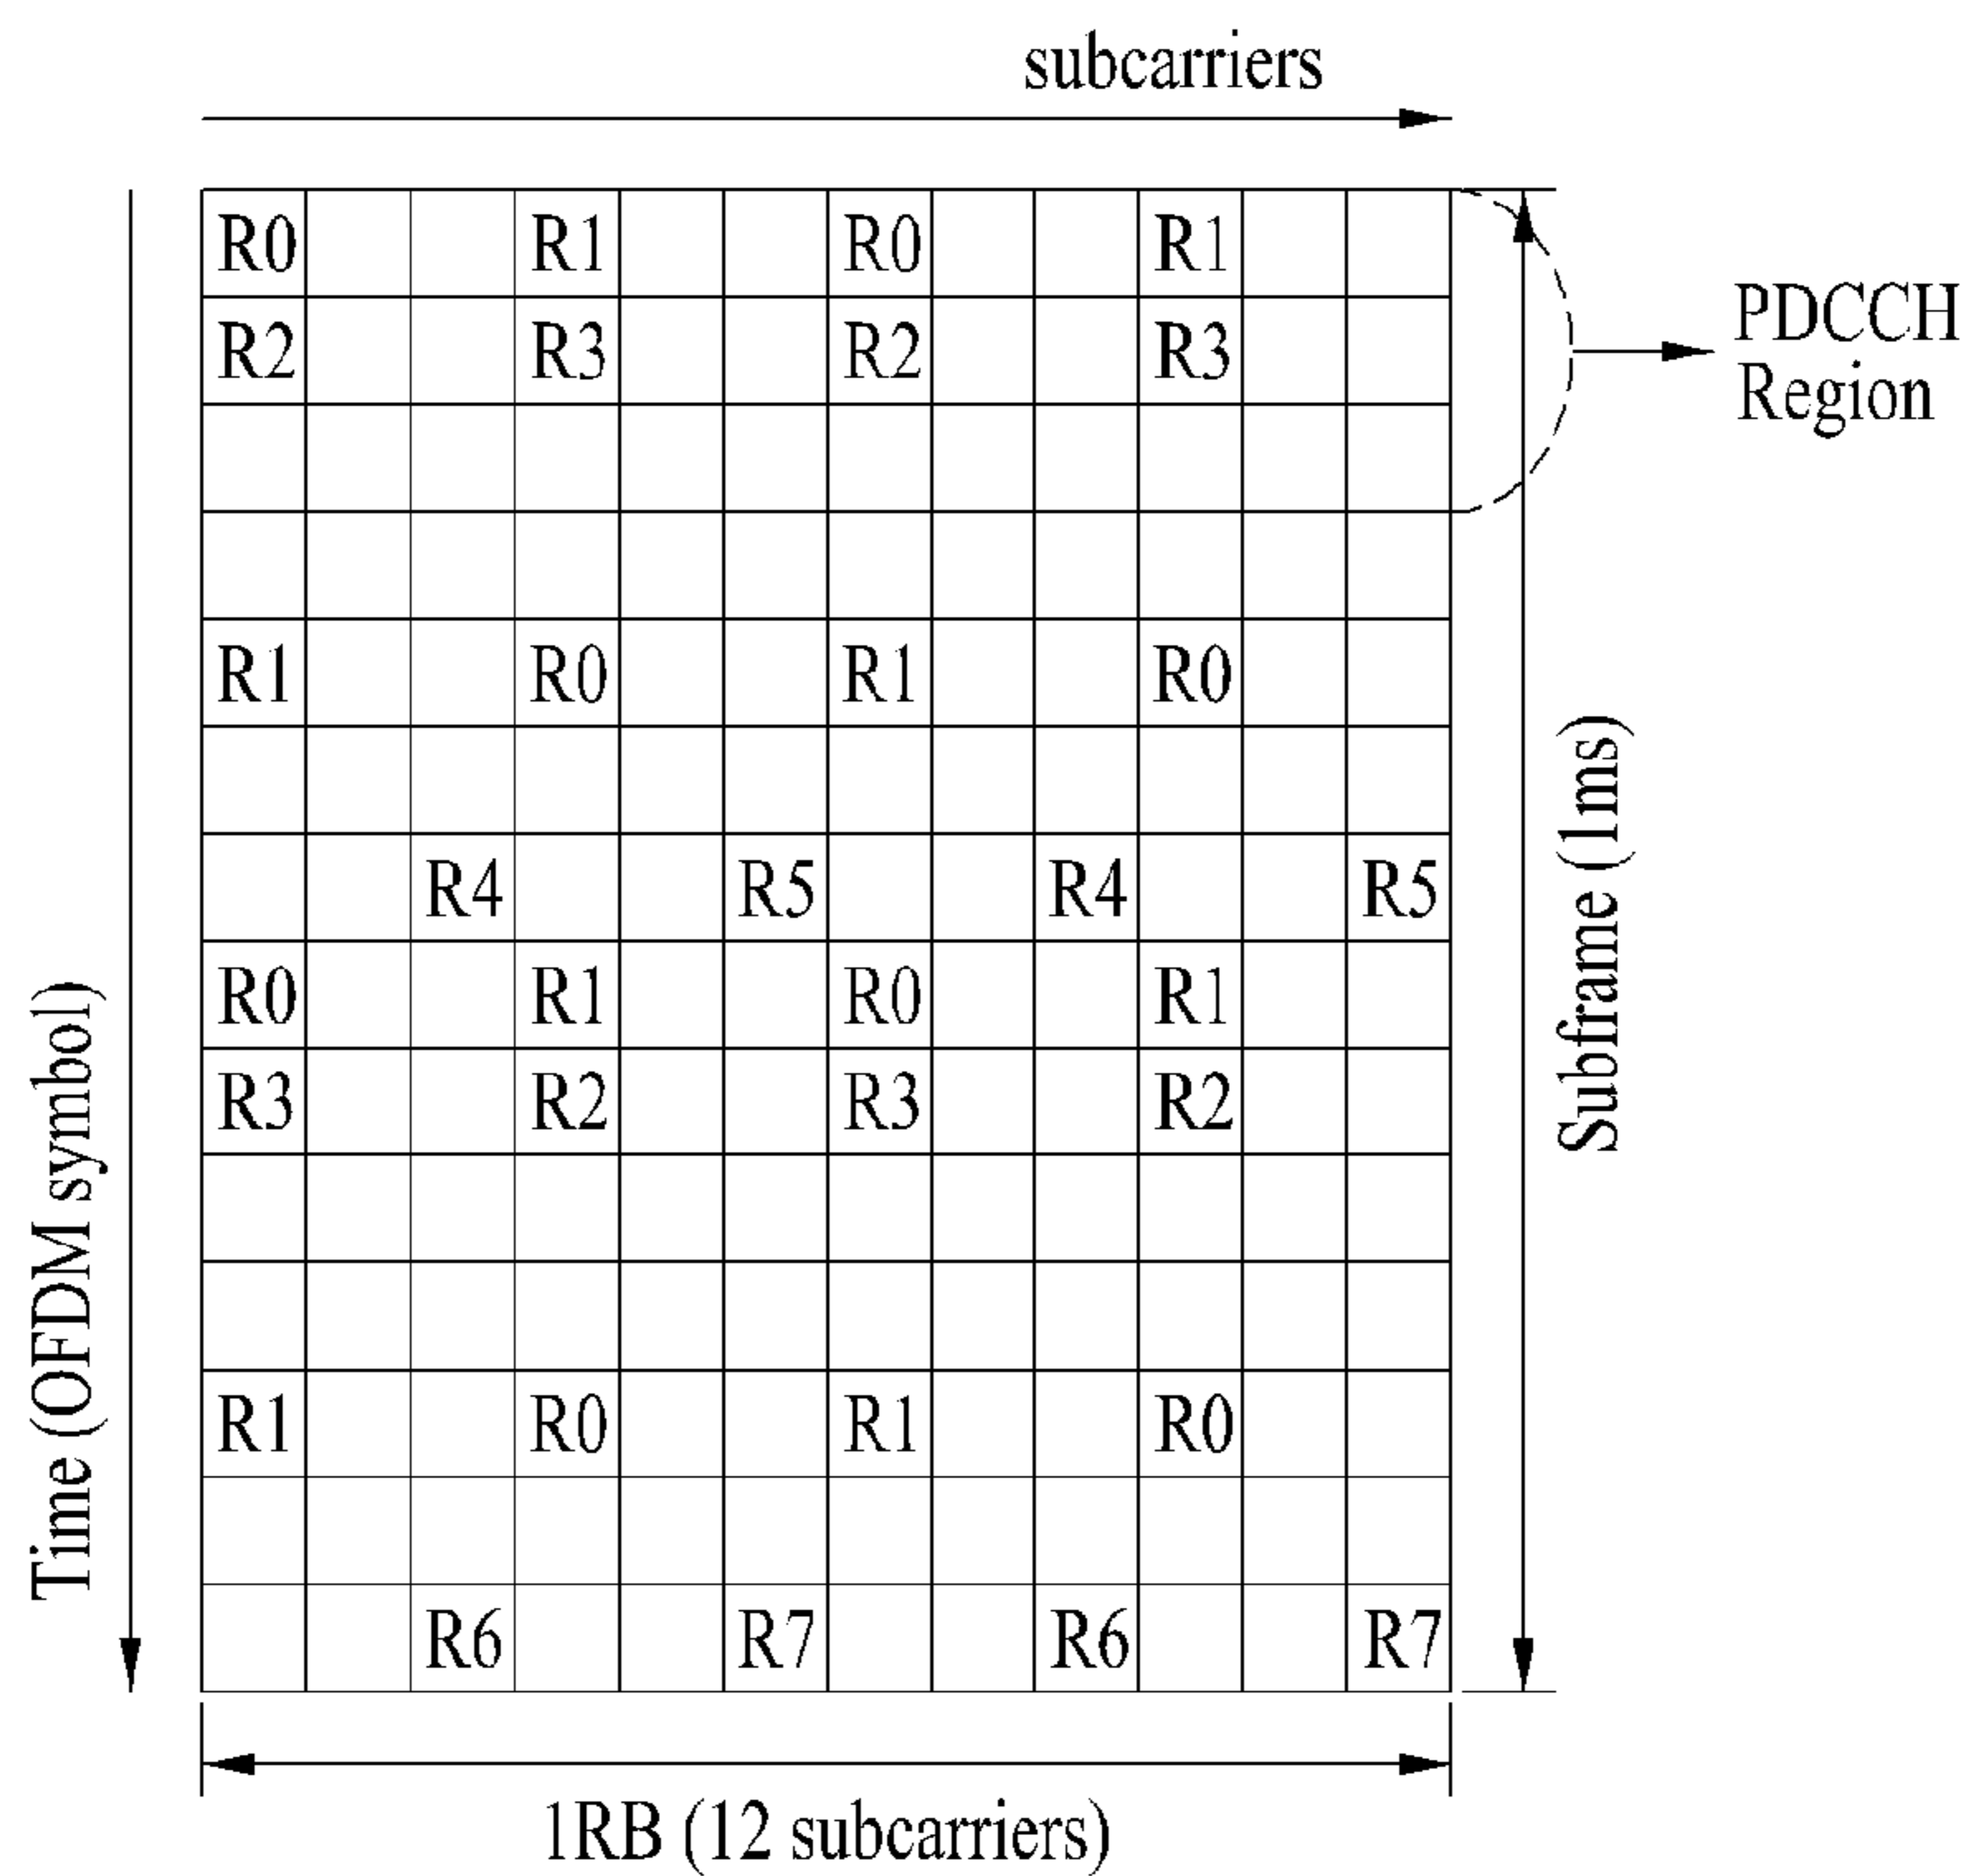 subcarriers
R0 R1 R0 R1
R2 R3 R2 R3
PDCCH
Region
R1 R0 R1 R0
R4 R5 R4 R5
R0 R1 R0 R1
R3 R2 R3 R2
R1 R0 R1 R0
R6 R7 R6 R7
Time (OFDM symbol)
Subframe (1ms)
1RB (12 subcarriers)